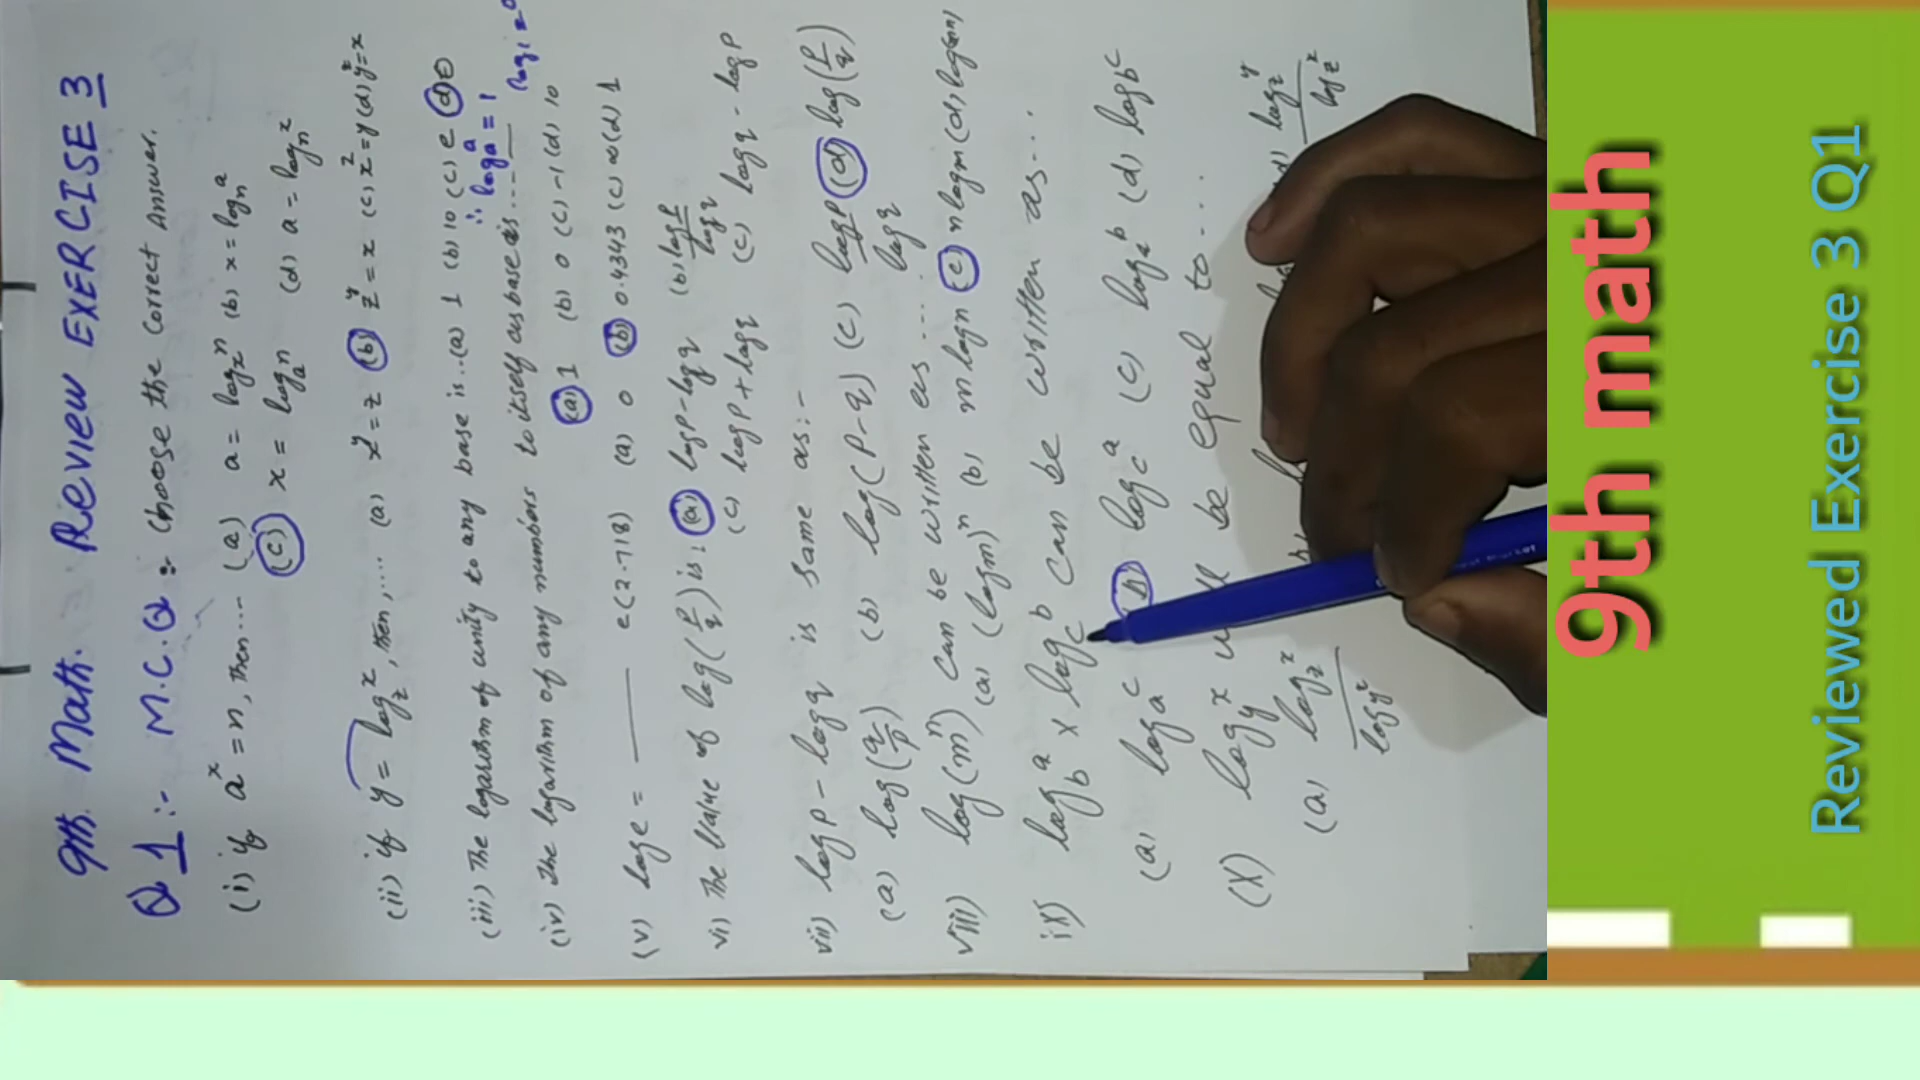 9th. Math. Review EXERCISE 3
Q 1:- M.C.Q :- Choose the Correct Answer.
(i) if a^x = n, then... (a) a = log_x^n (b) x = log_n^a
(c) x = log_a^n (d) a = log_n^x
(ii) if y = log_z^x, then,.... (a) x^y = z (b) z^y = x (c) x^z = y (d) y^z = x
(iii) The logarithm of unity to any base is...(a) 1 (b) 10 (c) e (d) 0
∴ log_a^a = 1
(iv) The logarithm of any numbers to itself as base is ....
(a) 1 (b) 0 (c) -1 (d) 10
(v) log e = ____ e(2.718) (a) 0 (b) 0.4343 (c) ∞ (d) 1
vi) The Value of log(p/q) is: (a) log P - log q (b) log P / log q
(c) log P + log q (c) log q - log P
vii) log P - log q is same as:-
(a) log(q/p) (b) log(P-q) (c) log P / log q (d) log(p/q)
viii) log(m^n) can be written as .....
(a) (log m)^n (b) m log n (c) n log m (d) log(mn)
ix) log_b^a × log_c^b can be written as...
(a) log_a^c log_c^a (c) log_a^b (d) log_b^c
(X) log_y^x be equal to...
(a) log_z^x / log_y^z log_z^y / log_z^x
9th math
Reviewed Exercise 3 Q1